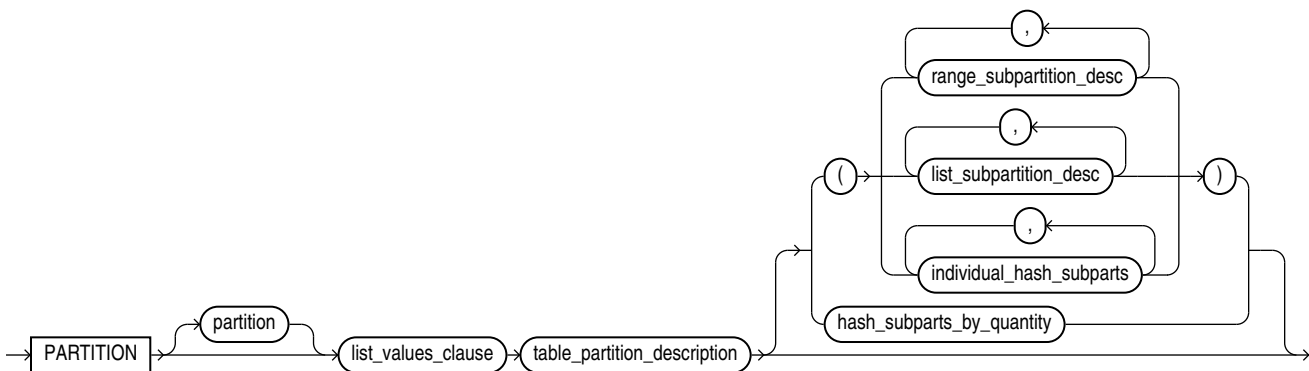 ,
range_subpartition_desc
,
( list_subpartition_desc )
,
individual_hash_subparts
partition hash_subparts_by_quantity
PARTITION list_values_clause table_partition_description